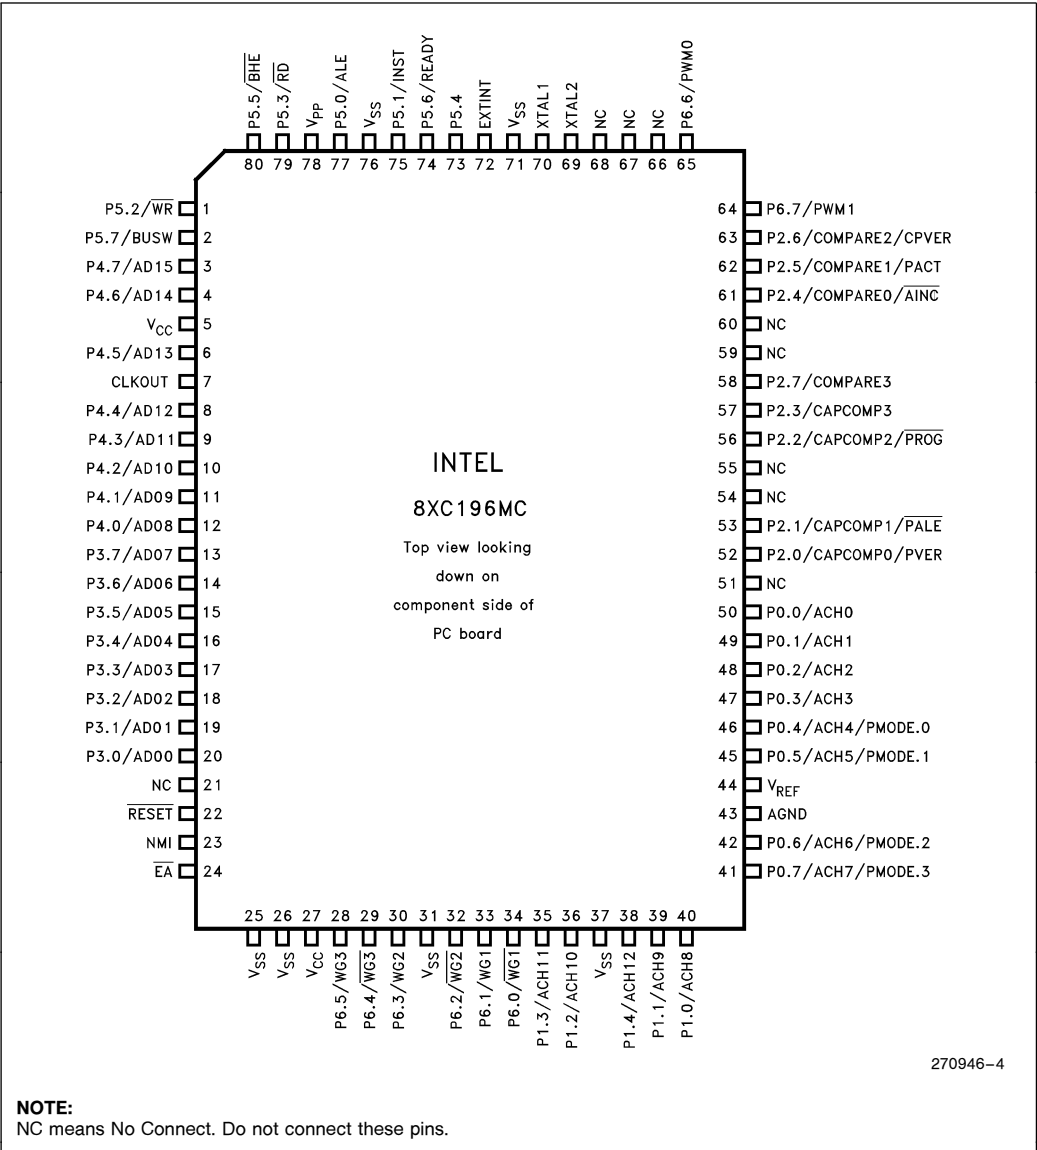 P5.5/BHE
P5.3/RD
VPP
P5.0/ALE
VSS
P5.1/INST
P5.6/READY
P5.4
EXTINT
VSS
XTAL1
XTAL2
NC
NC
NC
P6.6/PWM0
80 79 78 77 76 75 74 73 72 71 70 69 68 67 66 65
P5.2/WR 1
P5.7/BUSW 2
P4.7/AD15 3
P4.6/AD14 4
VCC 5
P4.5/AD13 6
CLKOUT 7
P4.4/AD12 8
P4.3/AD11 9
P4.2/AD10 10
P4.1/AD09 11
P4.0/AD08 12
P3.7/AD07 13
P3.6/AD06 14
P3.5/AD05 15
P3.4/AD04 16
P3.3/AD03 17
P3.2/AD02 18
P3.1/AD01 19
P3.0/AD00 20
NC 21
RESET 22
NMI 23
EA 24
INTEL
8XC196MC
Top view looking
down on
component side of
PC board
64 P6.7/PWM1
63 P2.6/COMPARE2/CPVER
62 P2.5/COMPARE1/PACT
61 P2.4/COMPARE0/AINC
60 NC
59 NC
58 P2.7/COMPARE3
57 P2.3/CAPCOMP3
56 P2.2/CAPCOMP2/PROG
55 NC
54 NC
53 P2.1/CAPCOMP1/PALE
52 P2.0/CAPCOMP0/PVER
51 NC
50 P0.0/ACH0
49 P0.1/ACH1
48 P0.2/ACH2
47 P0.3/ACH3
46 P0.4/ACH4/PMODE.0
45 P0.5/ACH5/PMODE.1
44 VREF
43 AGND
42 P0.6/ACH6/PMODE.2
41 P0.7/ACH7/PMODE.3
25 26 27 28 29 30 31 32 33 34 35 36 37 38 39 40
VSS
VSS
VCC
P6.5/WG3
P6.4/WG3
P6.3/WG2
VSS
P6.2/WG2
P6.1/WG1
P6.0/WG1
P1.3/ACH11
P1.2/ACH10
VSS
P1.4/ACH12
P1.1/ACH9
P1.0/ACH8
270946–4
NOTE:
NC means No Connect. Do not connect these pins.